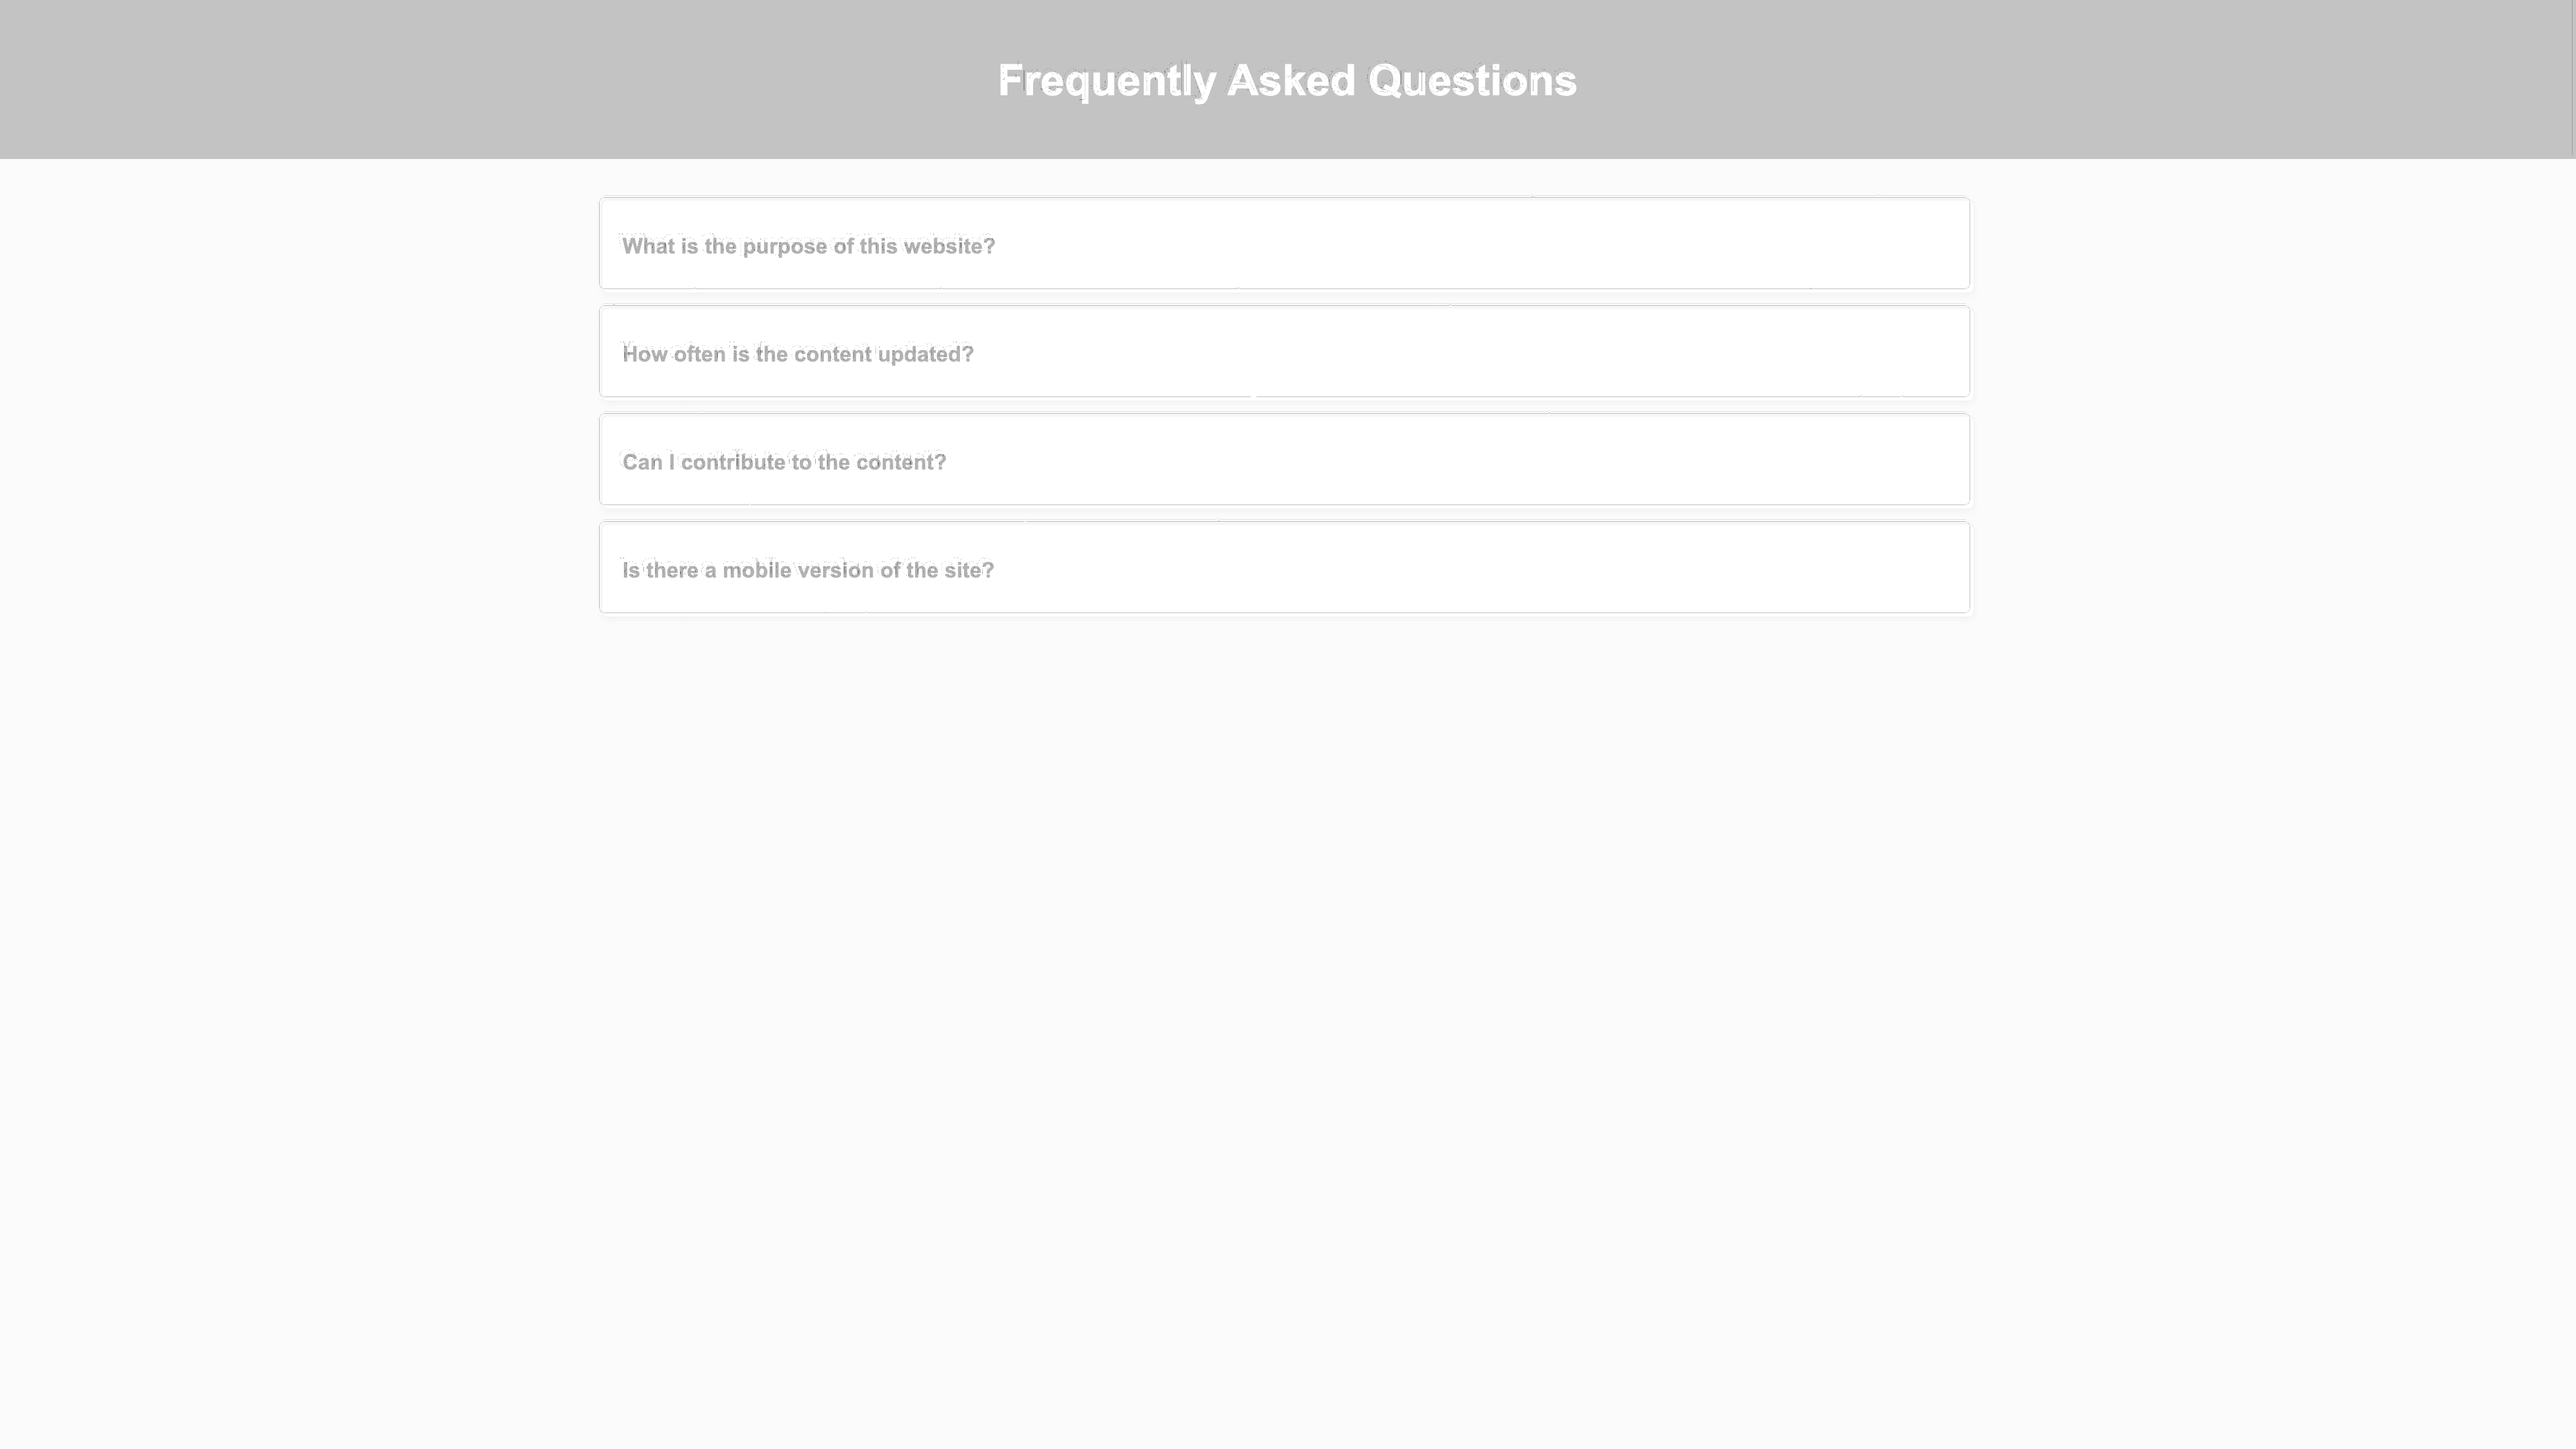 Frequently Asked Questions
What is the purpose of this website?
How often is the content updated?
Can I contribute to the content?
Is there a mobile version of the site?